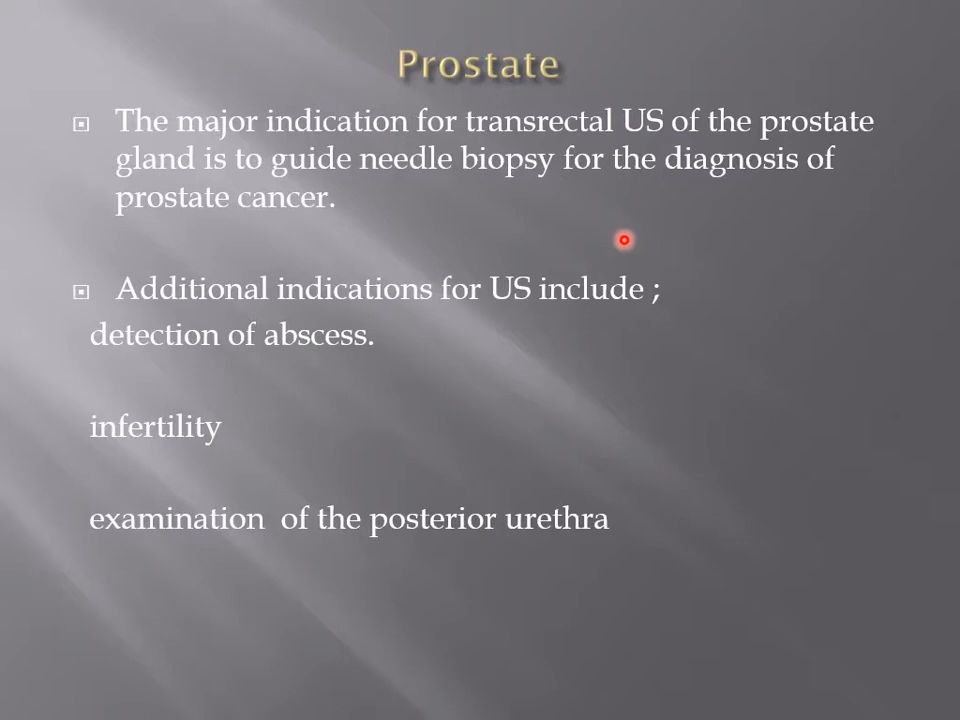 Prostate
The major indication for transrectal US of the prostate
gland is to guide needle biopsy for the diagnosis of
prostate cancer.
Additional indications for US include ;
detection of abscess.
infertility
examination  of the posterior urethra